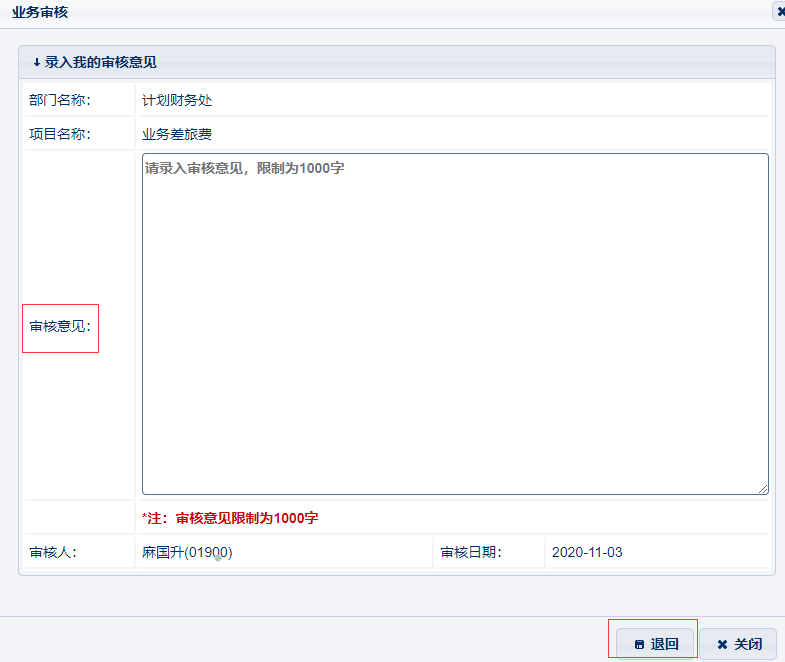 业务审核
录入我的审核意见
部门名称： 计划财务处
项目名称： 业务差旅费
请录入审核意见，限制为1000字
审核意见：
*注：审核意见限制为1000字
审核人： 麻国升(01900) 审核日期： 2020-11-03
退回 关闭